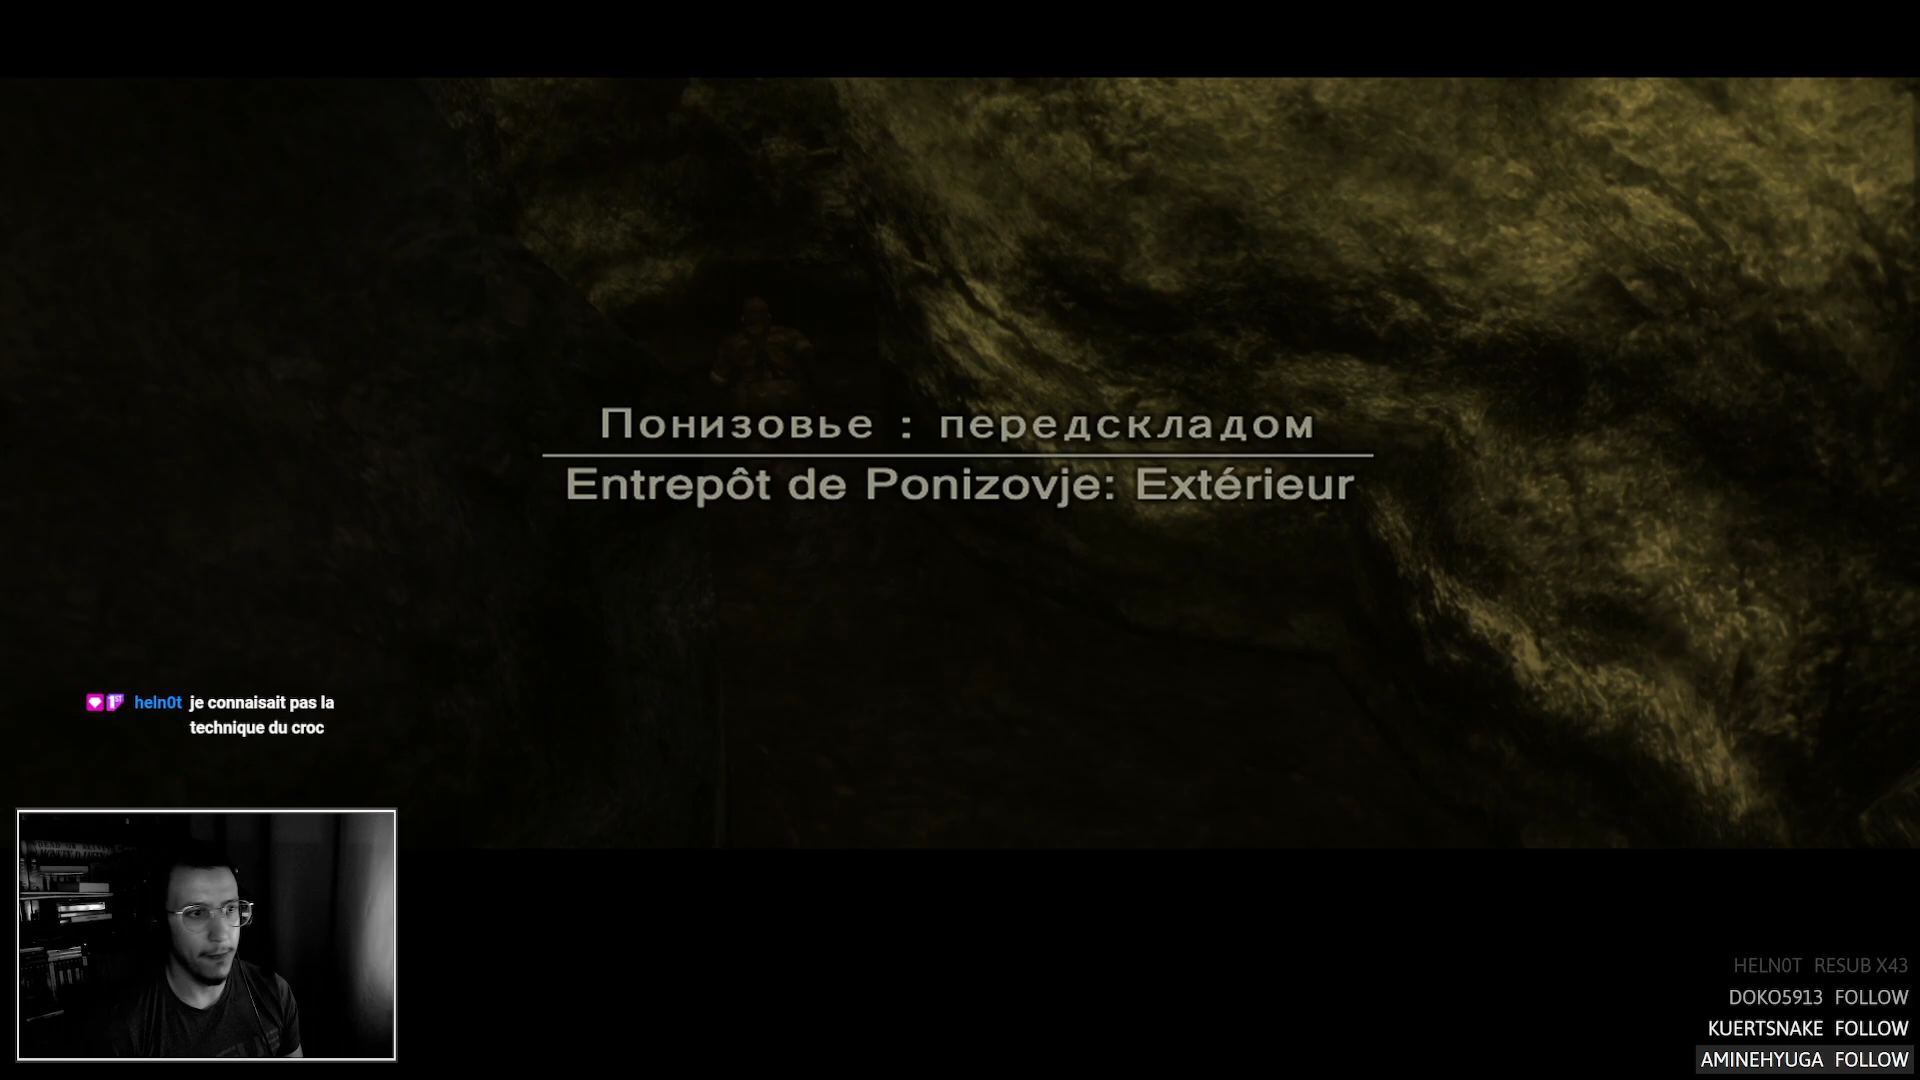 Понизовье : передскладом
Entrepôt de Ponizovje: Extérieur
1ST heln0t je connaisait pas la
technique du croc
HELN0T RESUB X43
DOKO5913 FOLLOW
KUERTSNAKE FOLLOW
AMINEHYUGA FOLLOW